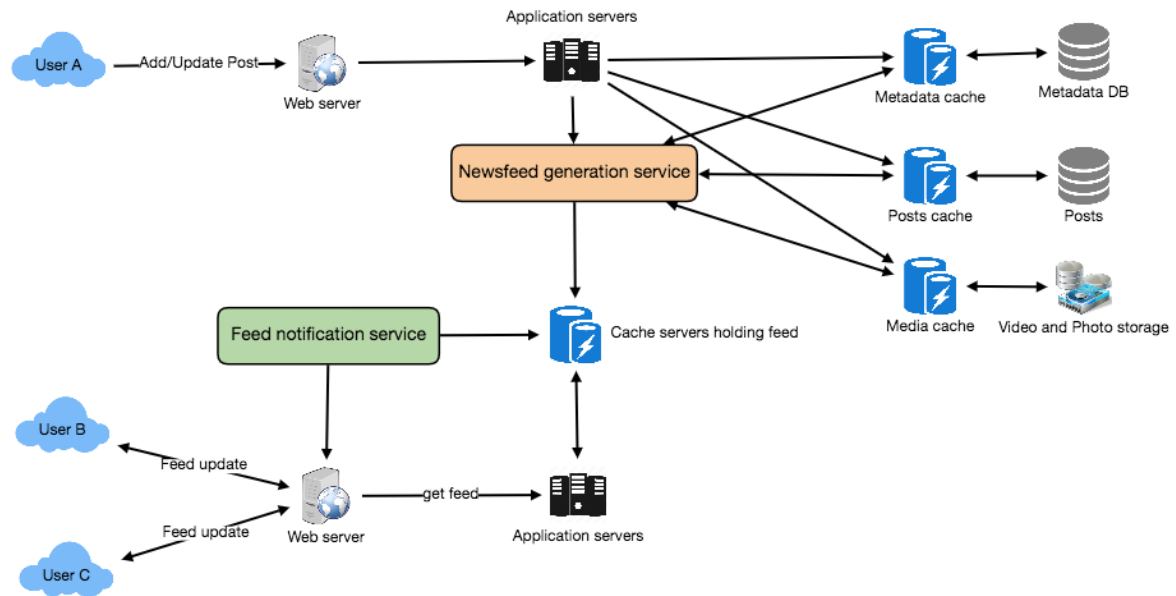 Application servers
User A
Add/Update Post
Web server
Metadata cache
Metadata DB
Newsfeed generation service
Posts cache
Posts
Media cache
Video and Photo storage
Feed notification service
Cache servers holding feed
User B
Feed update
get feed
Feed update
Web server
Application servers
User C